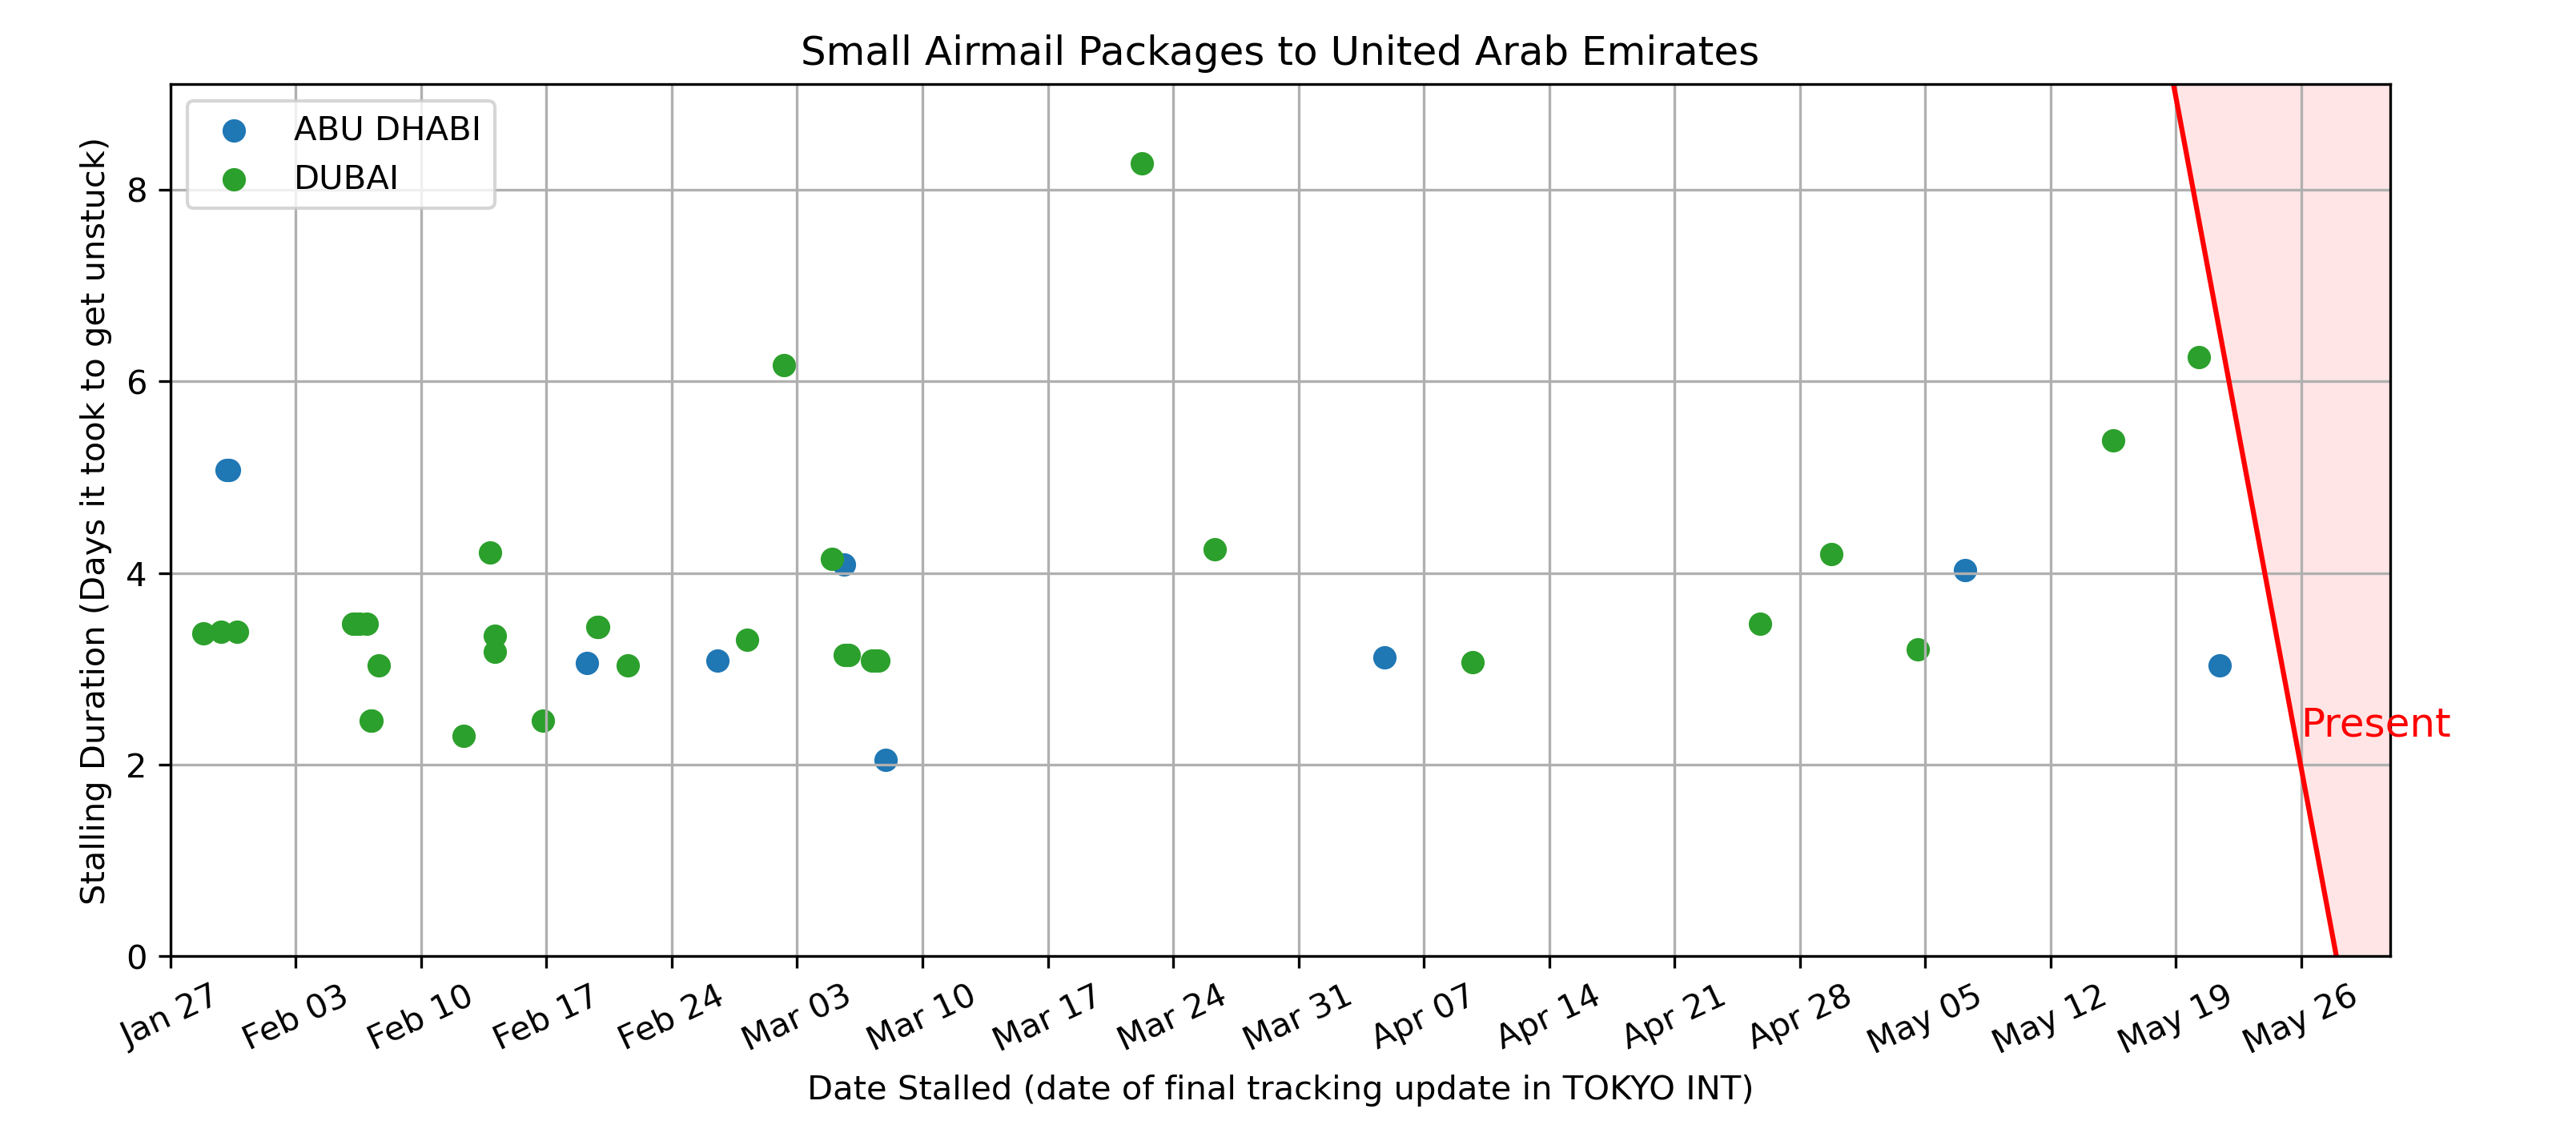 Small Airmail Packages to United Arab Emirates
ABU DHABI
DUBAI
Stalling Duration (Days it took to get unstuck)
8
6
4
2
0
Present
Jan 27 Feb 03 Feb 10 Feb 17 Feb 24 Mar 03 Mar 10 Mar 17 Mar 24 Mar 31 Apr 07 Apr 14 Apr 21 Apr 28 May 05 May 12 May 19 May 26
Date Stalled (date of final tracking update in TOKYO INT)